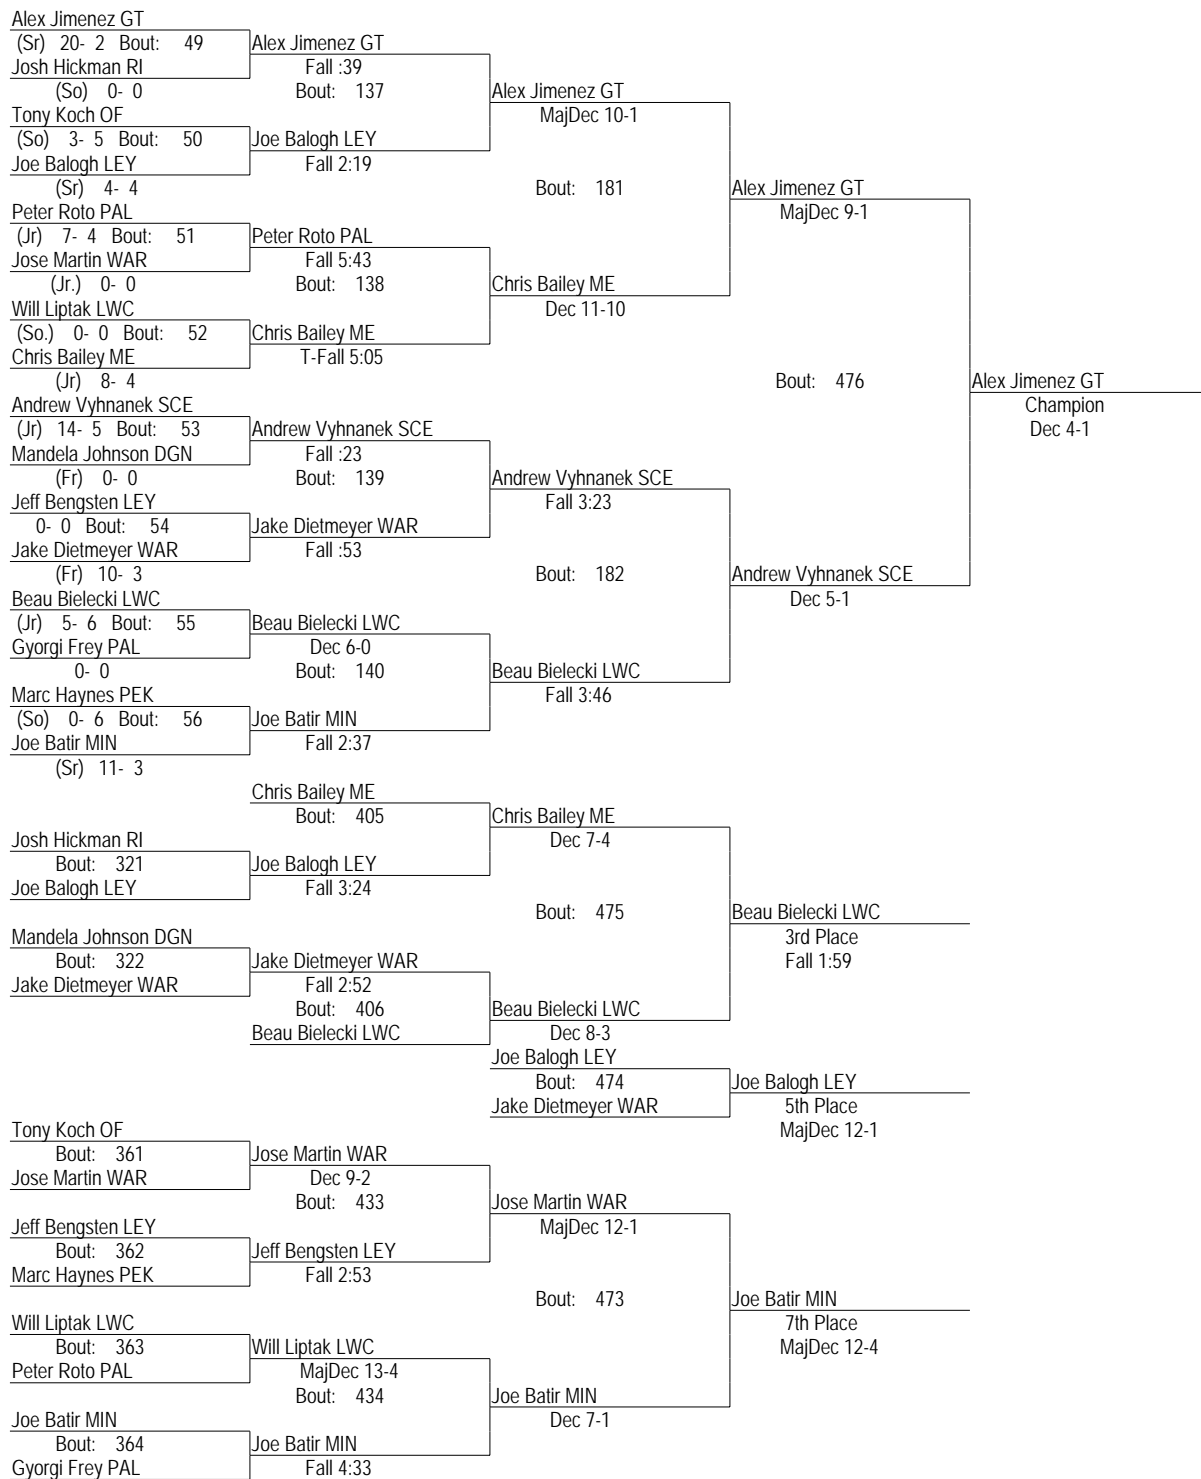 Alex Jimenez GT
(Sr) 20- 2 Bout: 49 Alex Jimenez GT
Josh Hickman RI Fall :39
(So) 0- 0 Bout: 137 Alex Jimenez GT
Tony Koch OF MajDec 10-1
(So) 3- 5 Bout: 50 Joe Balogh LEY
Joe Balogh LEY Fall 2:19
(Sr) 4- 4 Bout: 181 Alex Jimenez GT
Peter Roto PAL MajDec 9-1
(Jr) 7- 4 Bout: 51 Peter Roto PAL
Jose Martin WAR Fall 5:43
(Jr.) 0- 0 Bout: 138 Chris Bailey ME
Will Liptak LWC Dec 11-10
(So.) 0- 0 Bout: 52 Chris Bailey ME
Chris Bailey ME T-Fall 5:05
(Jr) 8- 4 Bout: 476 Alex Jimenez GT
Andrew Vyhnanek SCE Champion
(Jr) 14- 5 Bout: 53 Andrew Vyhnanek SCE Dec 4-1
Mandela Johnson DGN Fall :23
(Fr) 0- 0 Bout: 139 Andrew Vyhnanek SCE
Jeff Bengsten LEY Fall 3:23
0- 0 Bout: 54 Jake Dietmeyer WAR
Jake Dietmeyer WAR Fall :53
(Fr) 10- 3 Bout: 182 Andrew Vyhnanek SCE
Beau Bielecki LWC Dec 5-1
(Jr) 5- 6 Bout: 55 Beau Bielecki LWC
Gyorgi Frey PAL Dec 6-0
0- 0 Bout: 140 Beau Bielecki LWC
Marc Haynes PEK Fall 3:46
(So) 0- 6 Bout: 56 Joe Batir MIN
Joe Batir MIN Fall 2:37
(Sr) 11- 3
Chris Bailey ME
Bout: 405 Chris Bailey ME
Josh Hickman RI Dec 7-4
Bout: 321 Joe Balogh LEY
Joe Balogh LEY Fall 3:24
Bout: 475 Beau Bielecki LWC
Mandela Johnson DGN 3rd Place
Bout: 322 Jake Dietmeyer WAR Fall 1:59
Jake Dietmeyer WAR Fall 2:52
Bout: 406 Beau Bielecki LWC
Beau Bielecki LWC Dec 8-3
Joe Balogh LEY
Bout: 474 Joe Balogh LEY
Jake Dietmeyer WAR 5th Place
Tony Koch OF MajDec 12-1
Bout: 361 Jose Martin WAR
Jose Martin WAR Dec 9-2
Bout: 433 Jose Martin WAR
Jeff Bengsten LEY MajDec 12-1
Bout: 362 Jeff Bengsten LEY
Marc Haynes PEK Fall 2:53
Bout: 473 Joe Batir MIN
Will Liptak LWC 7th Place
Bout: 363 Will Liptak LWC MajDec 12-4
Peter Roto PAL MajDec 13-4
Bout: 434 Joe Batir MIN
Joe Batir MIN Dec 7-1
Bout: 364 Joe Batir MIN
Gyorgi Frey PAL Fall 4:33